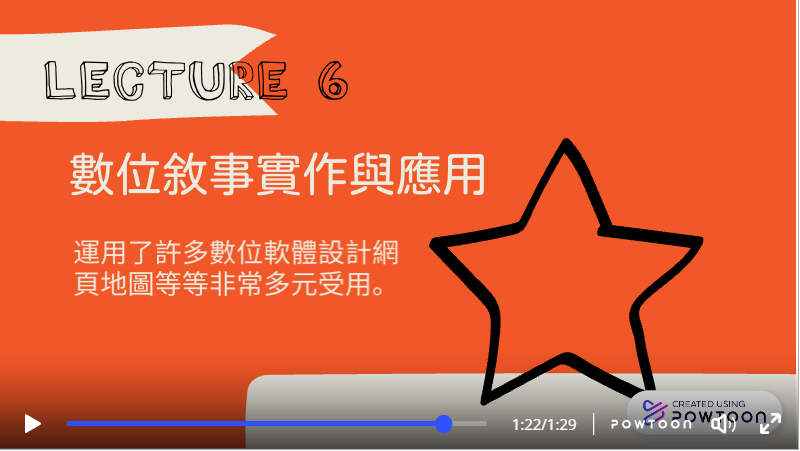 LECTURE 6
數位敘事實作與應用
運用了許多數位軟體設計網
頁地圖等等非常多元受用。
CREATED USING
POWTOON
1:22/1:29
POWTOON